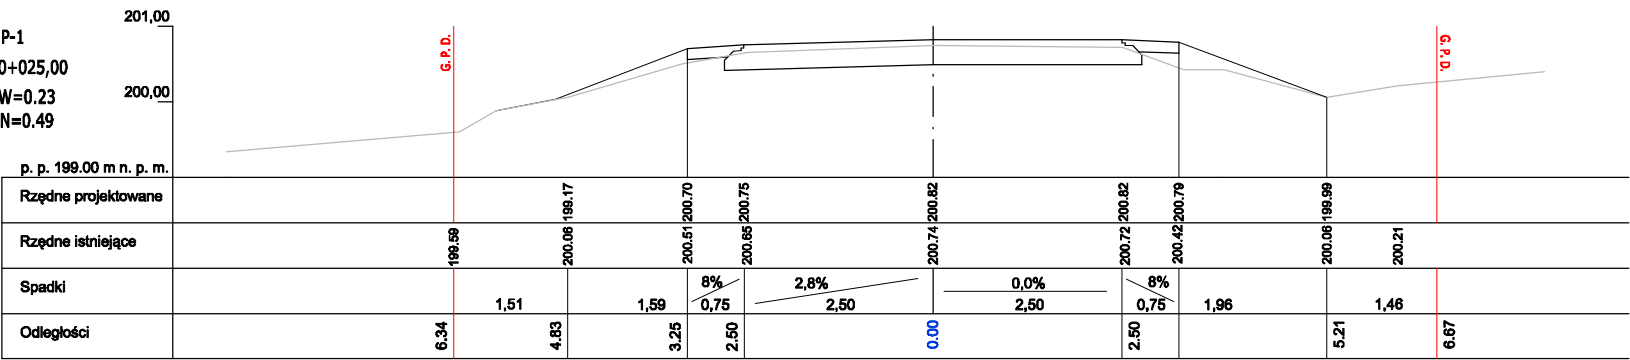 201,00
P-1
0+025,00
W=0.23
N=0.49
200,00
G. P. D.
G. P. D.
p. p. 199.00 m n. p. m.
Rzędne projektowane 199.17 200.70 200.75 200.82 200.82 200.79 199.99
Rzędne istniejące 199.59 200.06 200.51 200.65 200.74 200.72 200.42 200.06 200.21
Spadki 8% 2,8% 0,0% 8%
1,51 1,59 0,75 2,50 2,50 0,75 1,96 1,46
Odległości 6.34 4.83 3.25 2.50 0.00 2.50 5.21 6.67